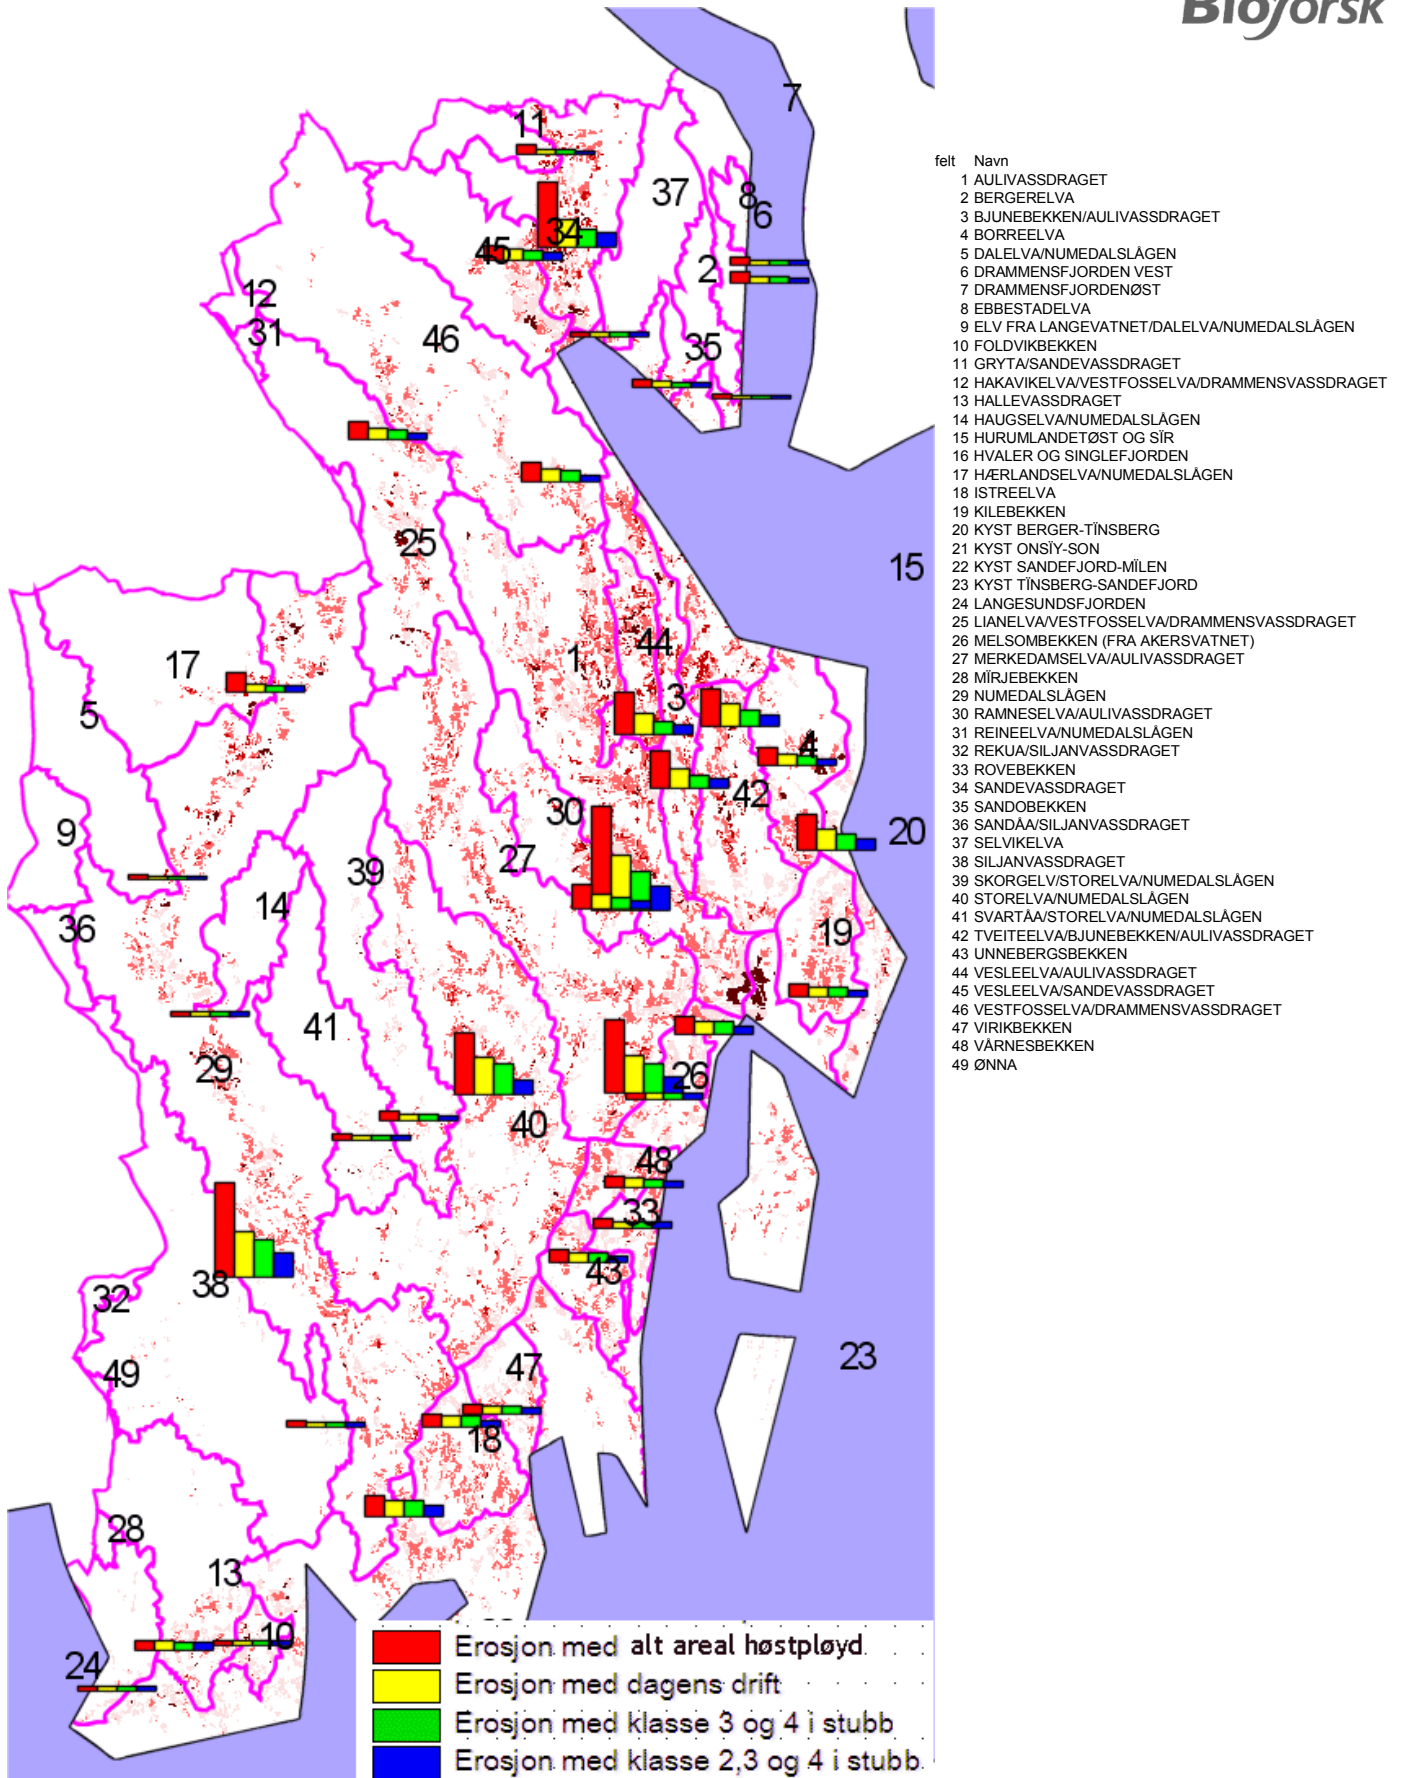 Bioforsk
7
11
37
8
6
34
45
2
12
31
46
35
25
15
44
1
17
3
5
4
42
30
20
9
27
39
14
36
19
41
29
26
40
48
33
43
38
32
23
47
49
18
28
13
10
24
felt Navn
1 AULIVASSDRAGET
2 BERGERELVA
3 BJUNEBEKKEN/AULIVASSDRAGET
4 BORREELVA
5 DALELVA/NUMEDALSLÅGEN
6 DRAMMENSFJORDEN VEST
7 DRAMMENSFJORDENØST
8 EBBESTADELVA
9 ELV FRA LANGEVATNET/DALELVA/NUMEDALSLÅGEN
10 FOLDVIKBEKKEN
11 GRYTA/SANDEVASSDRAGET
12 HAKAVIKELVA/VESTFOSSELVA/DRAMMENSVASSDRAGET
13 HALLEVASSDRAGET
14 HAUGSELVA/NUMEDALSLÅGEN
15 HURUMLANDETØST OG SÏR
16 HVALER OG SINGLEFJORDEN
17 HÆRLANDSELVA/NUMEDALSLÅGEN
18 ISTREELVA
19 KILEBEKKEN
20 KYST BERGER-TÏNSBERG
21 KYST ONSÏY-SON
22 KYST SANDEFJORD-MÏLEN
23 KYST TÏNSBERG-SANDEFJORD
24 LANGESUNDSFJORDEN
25 LIANELVA/VESTFOSSELVA/DRAMMENSVASSDRAGET
26 MELSOMBEKKEN (FRA AKERSVATNET)
27 MERKEDAMSELVA/AULIVASSDRAGET
28 MÏRJEBEKKEN
29 NUMEDALSLÅGEN
30 RAMNESELVA/AULIVASSDRAGET
31 REINEELVA/NUMEDALSLÅGEN
32 REKUA/SILJANVASSDRAGET
33 ROVEBEKKEN
34 SANDEVASSDRAGET
35 SANDOBEKKEN
36 SANDÅA/SILJANVASSDRAGET
37 SELVIKELVA
38 SILJANVASSDRAGET
39 SKORGELV/STORELVA/NUMEDALSLÅGEN
40 STORELVA/NUMEDALSLÅGEN
41 SVARTÅA/STORELVA/NUMEDALSLÅGEN
42 TVEITEELVA/BJUNEBEKKEN/AULIVASSDRAGET
43 UNNEBERGSBEKKEN
44 VESLEELVA/AULIVASSDRAGET
45 VESLEELVA/SANDEVASSDRAGET
46 VESTFOSSELVA/DRAMMENSVASSDRAGET
47 VIRIKBEKKEN
48 VÅRNESBEKKEN
49 ØNNA
Erosjon med alt areal høstpløyd
Erosjon med dagens drift
Erosjon med klasse 3 og 4 i stubb
Erosjon med klasse 2,3 og 4 i stubb